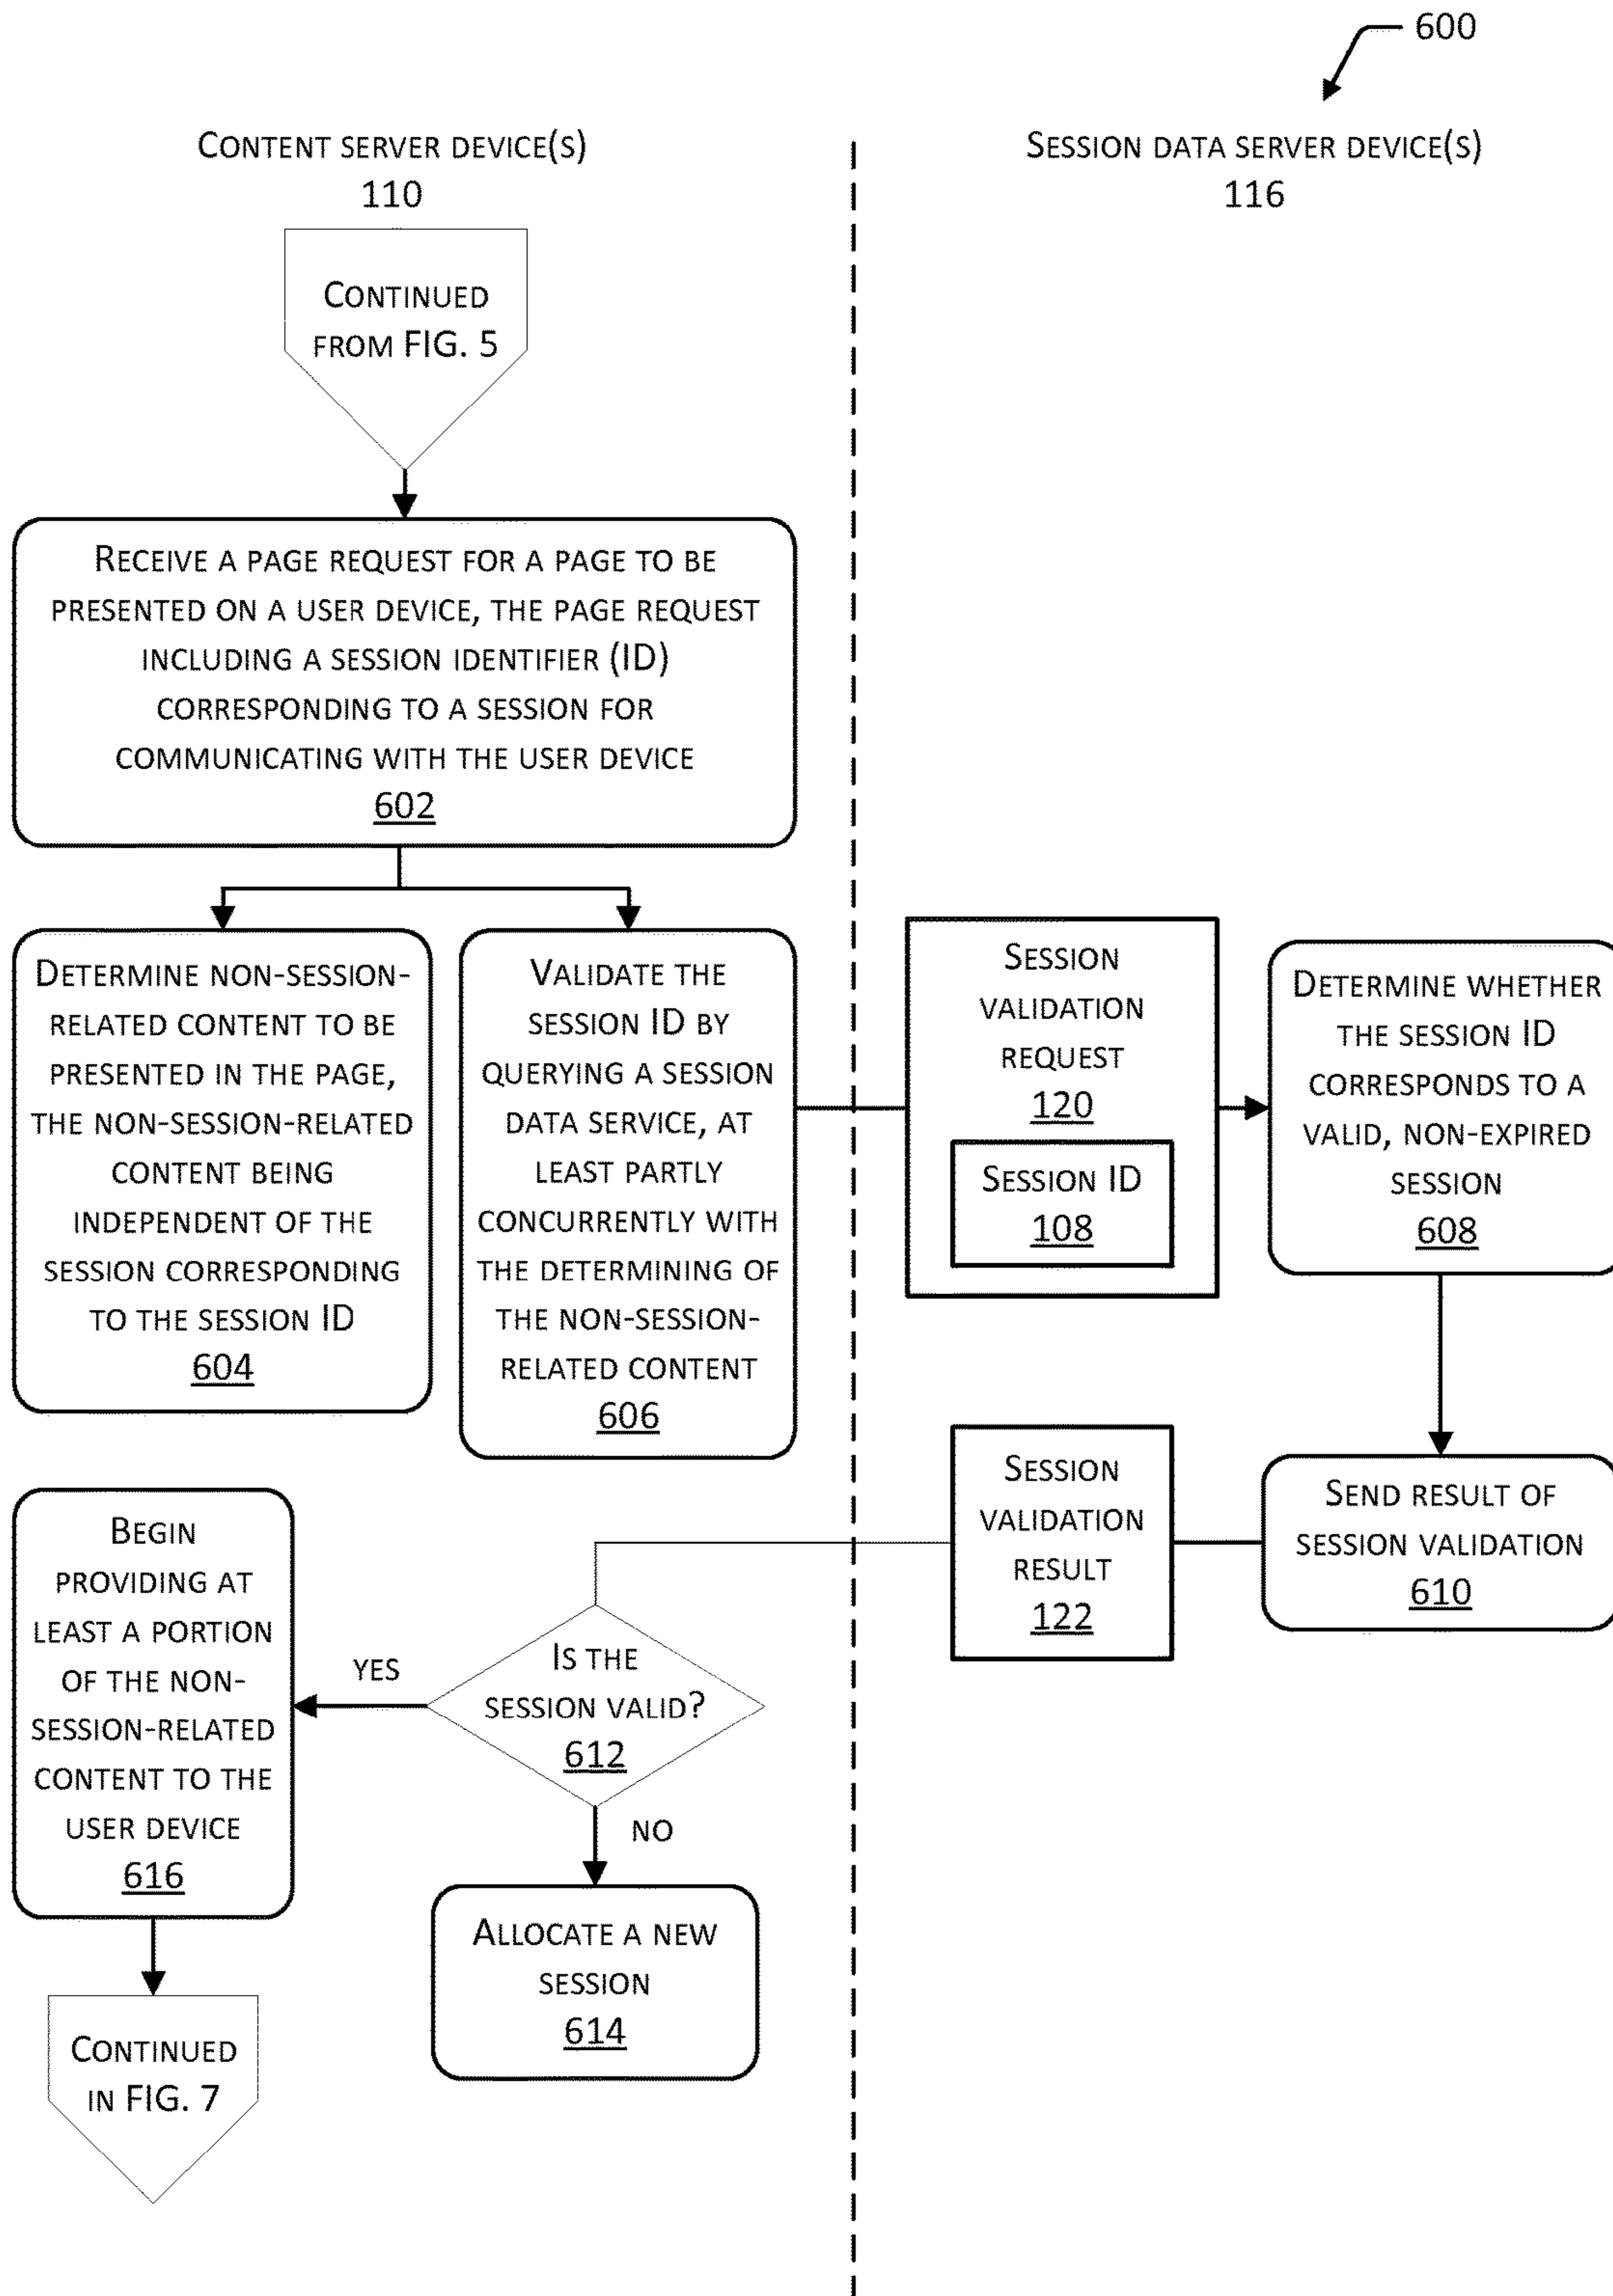 600
CONTENT SERVER DEVICE(S)
110
SESSION DATA SERVER DEVICE(S)
116
CONTINUED
FROM FIG. 5
RECEIVE A PAGE REQUEST FOR A PAGE TO BE
PRESENTED ON A USER DEVICE, THE PAGE REQUEST
INCLUDING A SESSION IDENTIFIER (ID)
CORRESPONDING TO A SESSION FOR
COMMUNICATING WITH THE USER DEVICE
602
DETERMINE NON-SESSION-
RELATED CONTENT TO BE
PRESENTED IN THE PAGE,
THE NON-SESSION-RELATED
CONTENT BEING
INDEPENDENT OF THE
SESSION CORRESPONDING
TO THE SESSION ID
604
VALIDATE THE
SESSION ID BY
QUERYING A SESSION
DATA SERVICE, AT
LEAST PARTLY
CONCURRENTLY WITH
THE DETERMINING OF
THE NON-SESSION-
RELATED CONTENT
606
SESSION
VALIDATION
REQUEST
120
SESSION ID
108
DETERMINE WHETHER
THE SESSION ID
CORRESPONDS TO A
VALID, NON-EXPIRED
SESSION
608
SEND RESULT OF
SESSION VALIDATION
610
SESSION
VALIDATION
RESULT
122
IS THE
SESSION VALID?
612
YES
NO
BEGIN
PROVIDING AT
LEAST A PORTION
OF THE NON-
SESSION-RELATED
CONTENT TO THE
USER DEVICE
616
ALLOCATE A NEW
SESSION
614
CONTINUED
IN FIG. 7